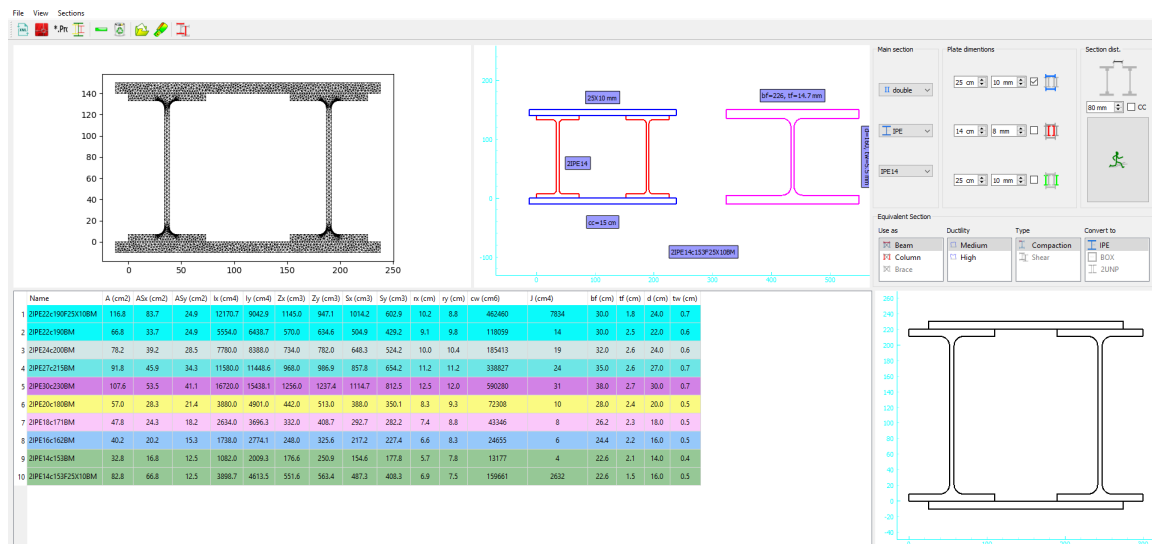 File View Sections
*.Prn
140
120
100
80
60
40
20
0
0 50 100 150 200 250
200
100
0
-100
0 100 200 300 400 500
25X10 mm
bf=226, tf=14.7 mm
2IPE14
cc=15 cm
2IPE14c153F25X10BM
Main section
double
IPE
IPE14
Plate dimentions
25 cm 10 mm
14 cm 8 mm
25 cm 10 mm
Section dist.
80 mm CC
Equivalent Section
Use as Ductility Type Convert to
Beam Medium Compaction IPE
Column High Shear BOX
Brace 2UNP
Name A (cm2) ASx (cm2) ASy (cm2) Ix (cm4) Iy (cm4) Zx (cm3) Zy (cm3) Sx (cm3) Sy (cm3) rx (cm) ry (cm) cw (cm6) J (cm4) bf (cm) tf (cm) d (cm) tw (cm)
1 2IPE22c190F25X10BM 116.8 83.7 24.9 12170.7 9042.9 1145.0 947.1 1014.2 602.9 10.2 8.8 462460 7834 30.0 1.8 24.0 0.7
2 2IPE22c190BM 66.8 33.7 24.9 5554.0 6438.7 570.0 634.6 504.9 429.2 9.1 9.8 118059 14 30.0 2.5 22.0 0.6
3 2IPE24c200BM 78.2 39.2 28.5 7780.0 8388.0 734.0 782.0 648.3 524.2 10.0 10.4 185413 19 32.0 2.6 24.0 0.6
4 2IPE27c215BM 91.8 45.9 34.3 11580.0 11448.6 968.0 986.9 857.8 654.2 11.2 11.2 338827 24 35.0 2.6 27.0 0.7
5 2IPE30c230BM 107.6 53.5 41.1 16720.0 15438.1 1256.0 1237.4 1114.7 812.5 12.5 12.0 590280 31 38.0 2.7 30.0 0.7
6 2IPE20c180BM 57.0 28.3 21.4 3880.0 4901.0 442.0 513.0 388.0 350.1 8.3 9.3 72308 10 28.0 2.4 20.0 0.5
7 2IPE18c171BM 47.8 24.3 18.2 2634.0 3696.3 332.0 408.7 292.7 282.2 7.4 8.8 43346 8 26.2 2.3 18.0 0.5
8 2IPE16c162BM 40.2 20.2 15.3 1738.0 2774.1 248.0 325.6 217.2 227.4 6.6 8.3 24655 6 24.4 2.2 16.0 0.5
9 2IPE14c153BM 32.8 16.8 12.5 1082.0 2009.3 176.6 250.9 154.6 177.8 5.7 7.8 13177 4 22.6 2.1 14.0 0.4
10 2IPE14c153F25X10BM 82.8 66.8 12.5 3898.7 4613.5 551.6 563.4 487.3 408.3 6.9 7.5 159661 2632 22.6 1.5 16.0 0.5
260
240
220
200
180
160
140
120
100
80
60
40
20
0
-20
-40
0 100 200 300